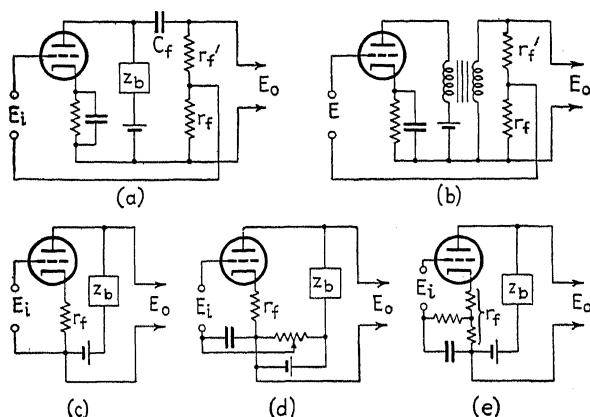 C_f
r_f'
z_b
E_i
E_o
r_f
(a)
r_f'
E
E_o
r_f
(b)
E_i
r_f
z_b
E_o
(c)
E_i
r_f
z_b
E_o
(d)
E_i
r_f
z_b
E_o
(e)